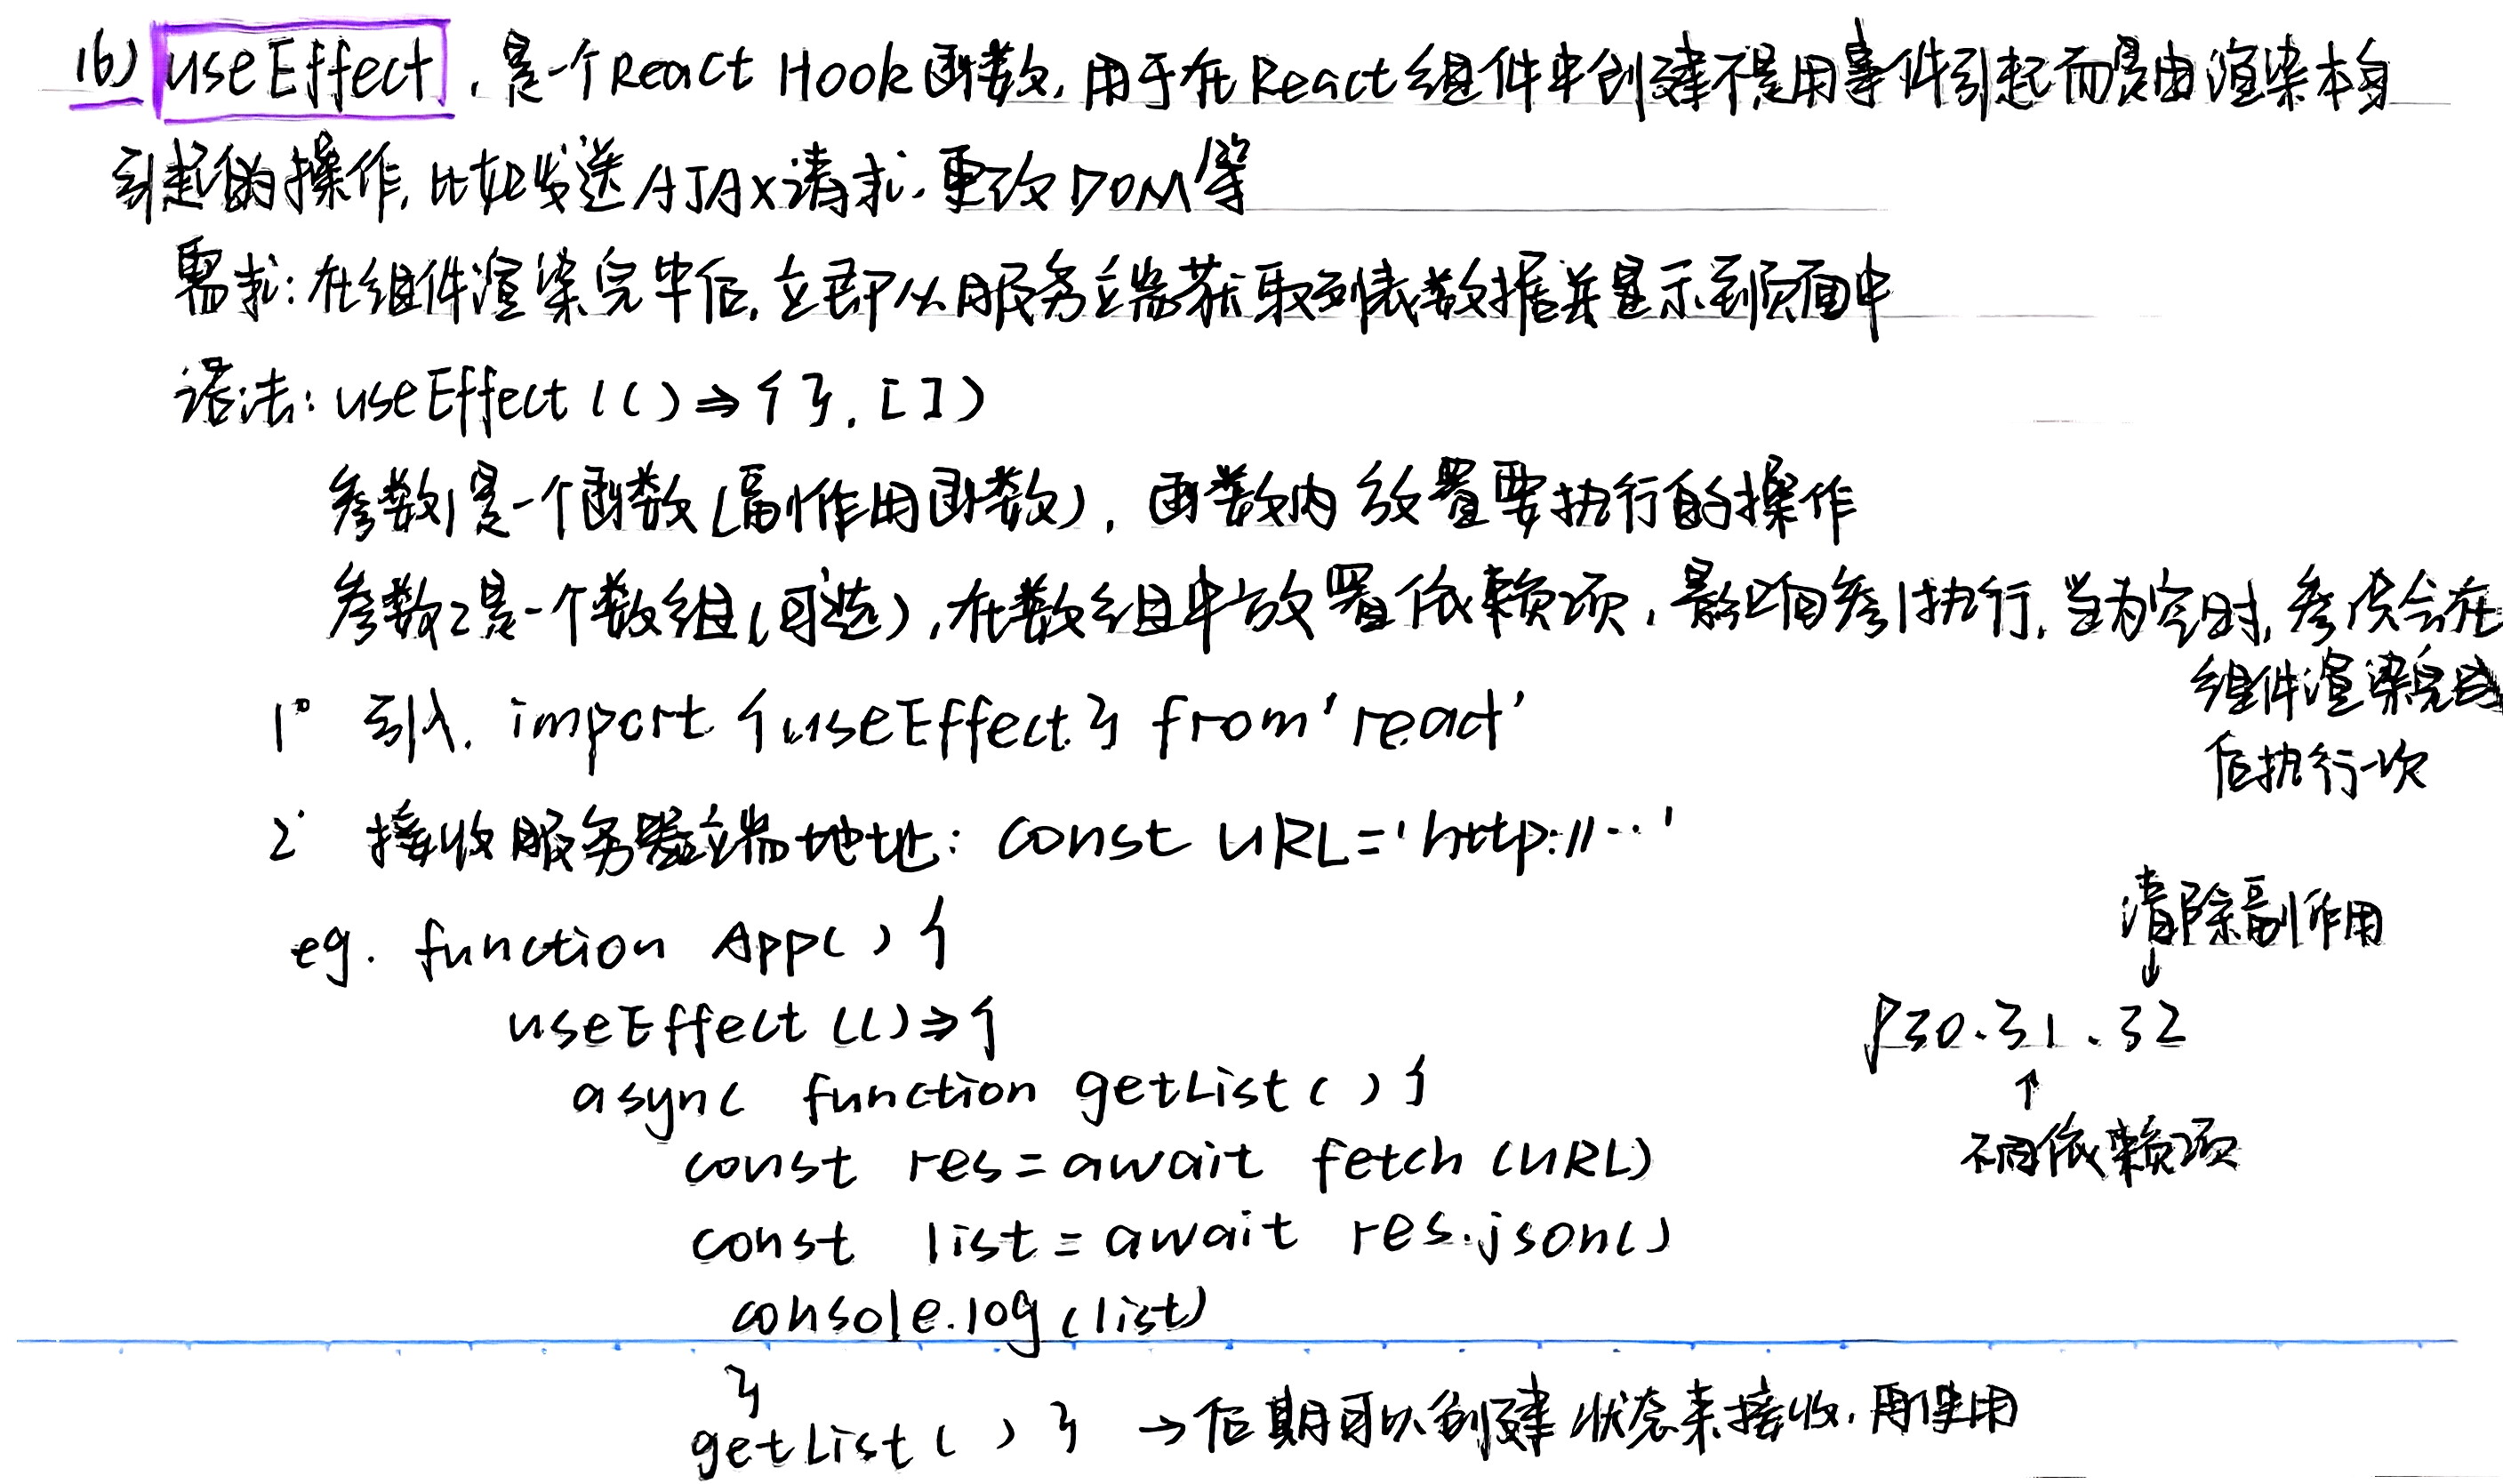 16) useEffect, 是一个React Hook函数, 用于在React组件中创建不是用事件引起而是由渲染本身
引起的操作, 比如发送AJAX请求, 更改DOM等
需求: 在组件渲染完毕后, 立即从服务端获取列表数据并显示到页面中
语法: useEffect(() => { }, [ ])
参数1是一个函数(副作用函数), 函数内放置要执行的操作
参数2是一个数组(可选), 在数组中放置依赖项, 影响参1执行, 当为空时, 参1只会在
组件渲染完成
后执行一次
1° 引入. import {useEffect} from 'react'
2° 接收服务器端地址: const URL='http://…'
eg. function App() {
清除副作用
useEffect(()=>{
P30.31.32
async function getList() {
const res=await fetch(URL)
不同依赖项
const list=await res.json()
console.log(list)
}
getList() } →后期可以创建状态来接收, 再使用